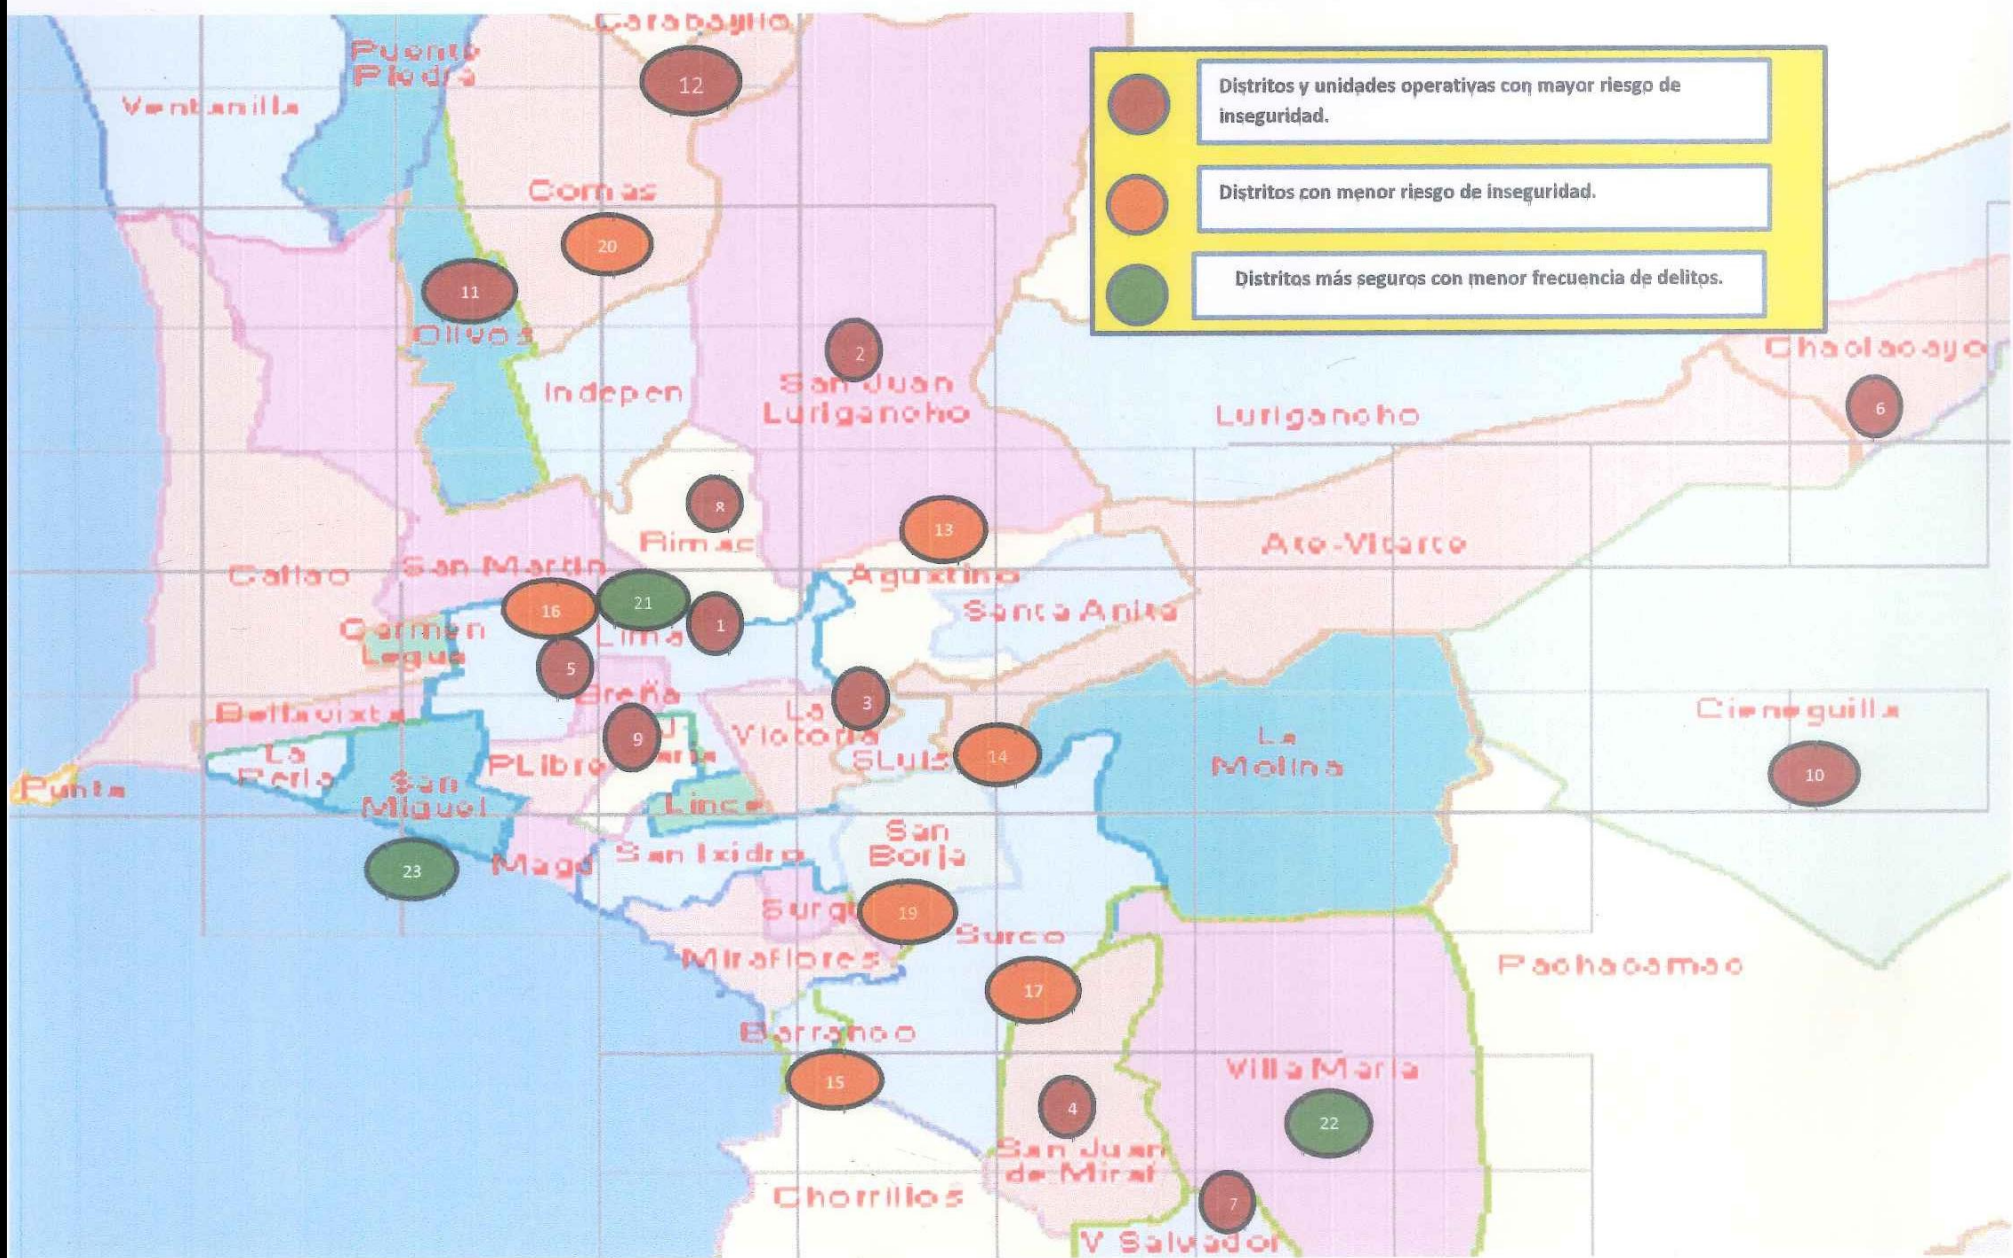 Carabayllo
Puente
Piedra
12
Ventanilla
Distritos y unidades operativas con mayor riesgo de
inseguridad.
Comas
Distritos con menor riesgo de inseguridad.
20
11
Distritos más seguros con menor frecuencia de delitos.
Olivos
2
Chaclacayo
San Juan
Lurigancho
Indepen
Lurigancho
6
8
Rimac
13
Ate-Vitarte
San Martin
Callao
Agustino
Santa Anita
16
21
1
Carmen
Legua
Lima
5
Breña
3
Bellavista
La
Victoria
9
J
aria
Cieneguilla
La
Perla
PLibre
SLuis
14
La
Molina
10
Punta
San
Miguel
Lince
San
Borja
23
Magd
San Isidro
Surqu
19
Surco
Miraflores
Pachacamac
17
Barranco
15
Villa Maria
4
22
San Juan
de Miraf
Chorrillos
7
V Salvador